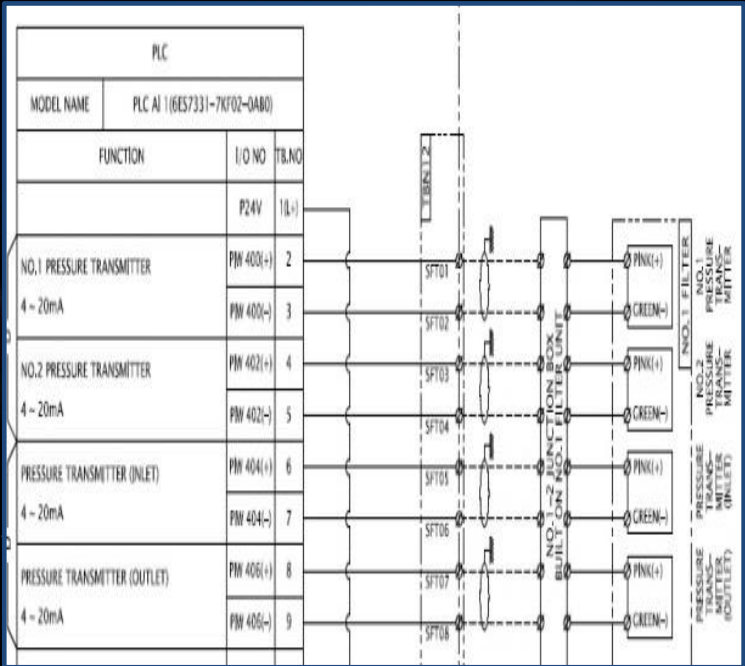 PLC
MODEL NAME PLC AI 1(6ES7331-7KF02-0AB0)
FUNCTION I/O NO TB.NO
P24V 1(L+)
NO.1 PRESSURE TRANSMITTER
4 ~ 20mA
PIW 400(+) 2
PIW 400(-) 3
NO.2 PRESSURE TRANSMITTER
4 ~ 20mA
PIW 402(+) 4
PIW 402(-) 5
PRESSURE TRANSMITTER (INLET)
4 ~ 20mA
PIW 404(+) 6
PIW 404(-) 7
PRESSURE TRANSMITTER (OUTLET)
4 ~ 20mA
PIW 406(+) 8
PIW 406(-) 9
TBN12
SFT01
SFT02
SFT03
SFT04
SFT05
SFT06
SFT07
SFT08
NO.1-2 JUNCTION BOX
BUILT ON NO.1 FILTER UNIT
PINK(+)
GREEN(-)
PINK(+)
GREEN(-)
PINK(+)
GREEN(-)
PINK(+)
GREEN(-)
NO.1 FILTER
NO.1
PRESSURE
TRANS-
MITTER
NO.2
PRESSURE
TRANS-
MITTER
PRESSURE
TRANS-
MITTER
(INLET)
PRESSURE
TRANS-
MITTER
(OUTLET)